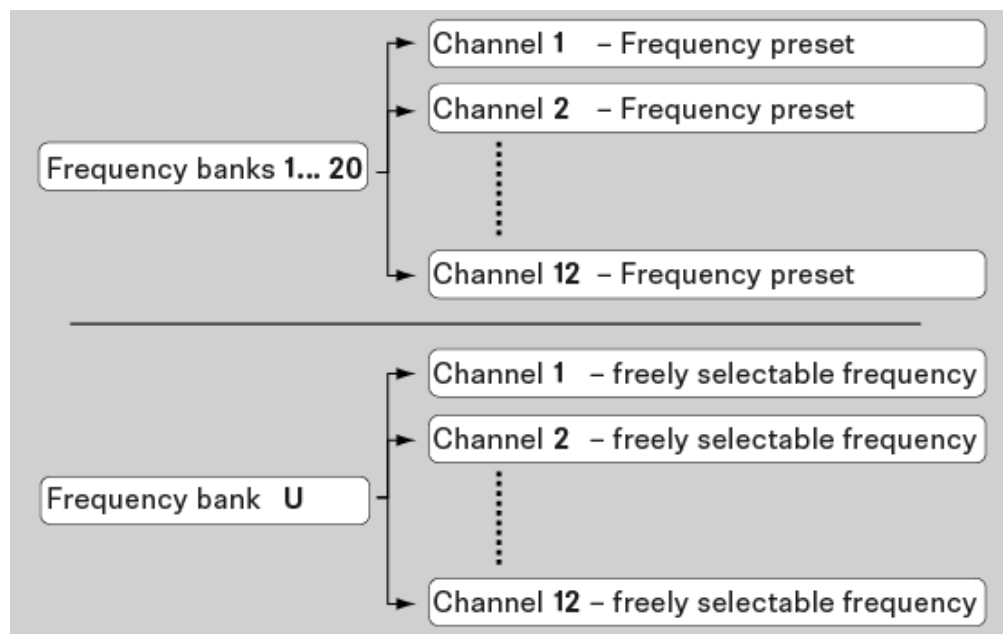 Channel 1 – Frequency preset
Channel 2 – Frequency preset
Frequency banks 1... 20
Channel 12 – Frequency preset
Channel 1 – freely selectable frequency
Channel 2 – freely selectable frequency
Frequency bank U
Channel 12 – freely selectable frequency